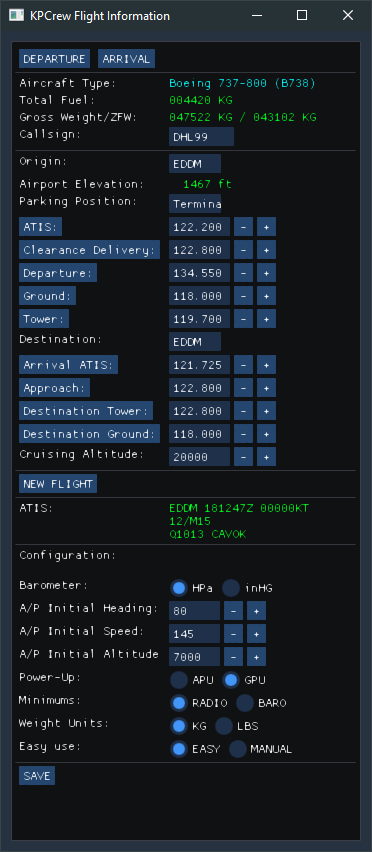 KPCrew Flight Information
DEPARTURE ARRIVAL
Aircraft Type: Boeing 737-800 (B738)
Total Fuel: 004420 KG
Gross Weight/ZFW: 047522 KG / 043102 KG
Callsign: DHL99
Origin: EDDM
Airport Elevation: 1467 ft
Parking Position: Termina
ATIS: 122.200 - +
Clearance Delivery: 122.800 - +
Departure: 134.550 - +
Ground: 118.000 - +
Tower: 119.700 - +
Destination: EDDM
Arrival ATIS: 121.725 - +
Approach: 122.800 - +
Destination Tower: 122.800 - +
Destination Ground: 118.000 - +
Cruising Altitude: 20000 - +
NEW FLIGHT
ATIS: EDDM 181247Z 00000KT
12/M15
Q1013 CAVOK
Configuration:
Barometer: HPa inHG
A/P Initial Heading: 80 - +
A/P Initial Speed: 145 - +
A/P Initial Altitude 7000 - +
Power-Up: APU GPU
Minimums: RADIO BARO
Weight Units: KG LBS
Easy use: EASY MANUAL
SAVE